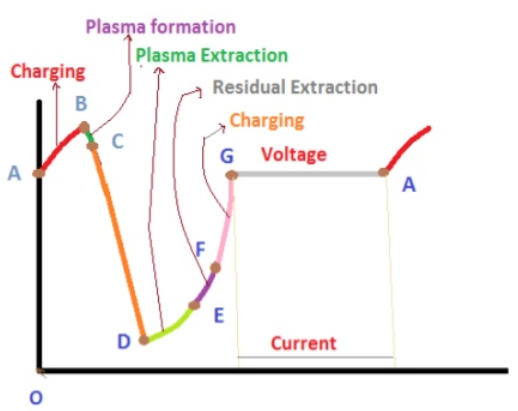 Plasma formation
Plasma Extraction
Charging
Residual Extraction
B
Charging
C
G
Voltage
A
A
F
E
D
Current
O